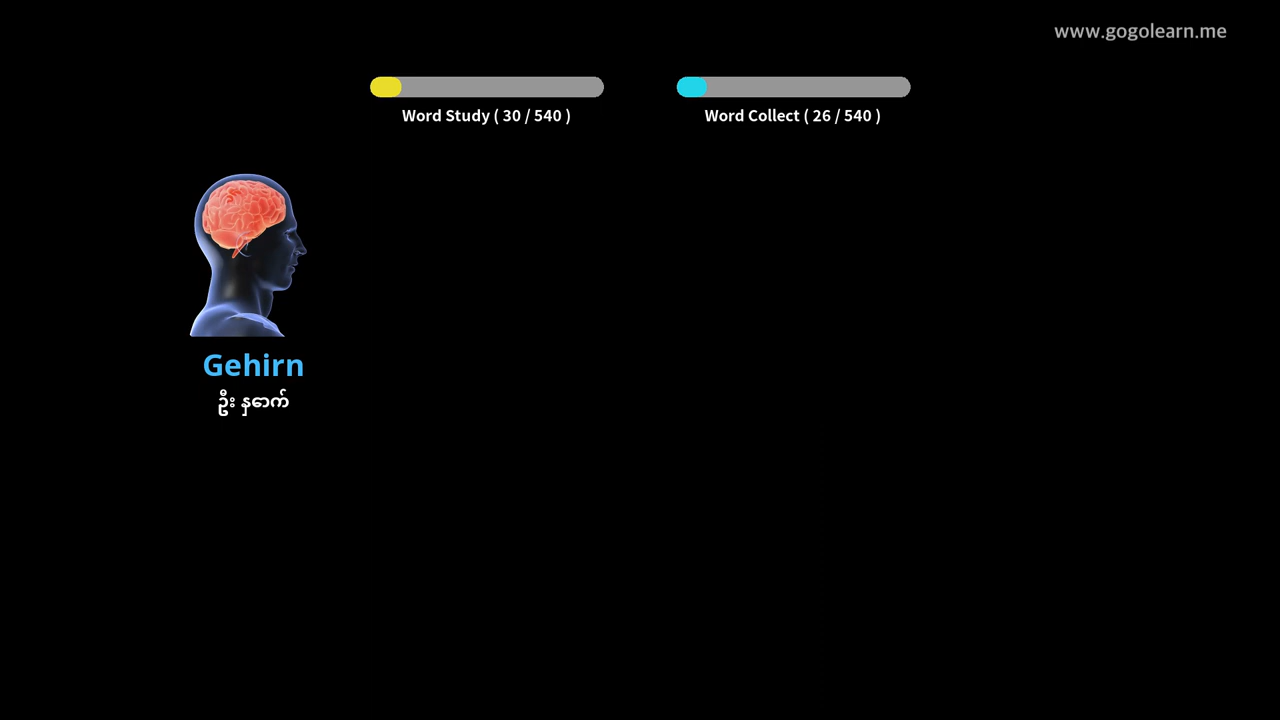 www.gogolearn.me
Word Study ( 30 / 540 )
Word Collect ( 26 / 540 )
Gehirn
ဦး နှောက်